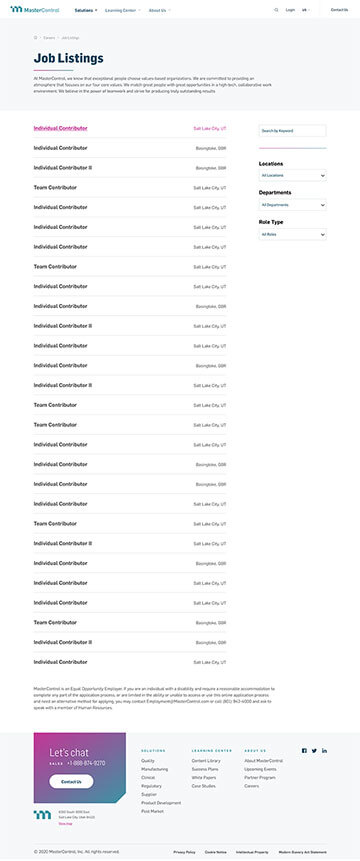 MasterControl
Solutions Learning Center About Us Login US Contact Us
Careers Job Listings
Job Listings
At MasterControl, we know that exceptional people choose values-based organizations. We are committed to providing an
atmosphere that focuses on our four core values. We match great people with great opportunities in a high-tech, collaborative work
environment. We believe in the power of teamwork and strive for producing truly outstanding results.
Individual Contributor Salt Lake City, UT
Individual Contributor Basingtoke, GBR
Individual Contributor II Basingtoke, GBR
Team Contributor Salt Lake City, UT
Individual Contributor Salt Lake City, UT
Individual Contributor Salt Lake City, UT
Individual Contributor Salt Lake City, UT
Team Contributor Salt Lake City, UT
Individual Contributor Salt Lake City, UT
Individual Contributor Basingtoke, GBR
Individual Contributor II Salt Lake City, UT
Individual Contributor Salt Lake City, UT
Individual Contributor Basingtoke, GBR
Individual Contributor II Salt Lake City, UT
Team Contributor Salt Lake City, UT
Team Contributor Salt Lake City, UT
Individual Contributor Salt Lake City, UT
Individual Contributor Basingtoke, GBR
Individual Contributor Basingtoke, GBR
Individual Contributor Salt Lake City, UT
Team Contributor Salt Lake City, UT
Individual Contributor II Salt Lake City, UT
Individual Contributor Basingtoke, GBR
Individual Contributor Salt Lake City, UT
Individual Contributor Salt Lake City, UT
Team Contributor Basingtoke, GBR
Individual Contributor II Basingtoke, GBR
Individual Contributor Salt Lake City, UT
Search by Keyword
Locations
All Locations
Departments
All Departments
Role Type
All Roles
MasterControl is an Equal Opportunity Employer. If you are an individual with a disability and require a reasonable accommodation to
complete any part of the application process, or are limited in the ability or unable to access or use this online application process
and need an alternative method for applying, you may contact Employment@MasterControl.com or call (801) 942-4000 and ask to
speak with a member of Human Resources.
Let's chat
SALES +1-888-874-9270
Contact Us
6350 South 3000 East
Salt Lake City, Utah 84121
View map
SOLUTIONS
Quality
Manufacturing
Clinical
Regulatory
Supplier
Product Development
Post Market
LEARNING CENTER
Content Library
Success Plans
White Papers
Case Studies
ABOUT US
About MasterControl
Upcoming Events
Partner Program
Careers
© 2020 MasterControl, Inc. All rights reserved. Privacy Policy Cookie Notice Intellectual Property Modern Slavery Act Statement